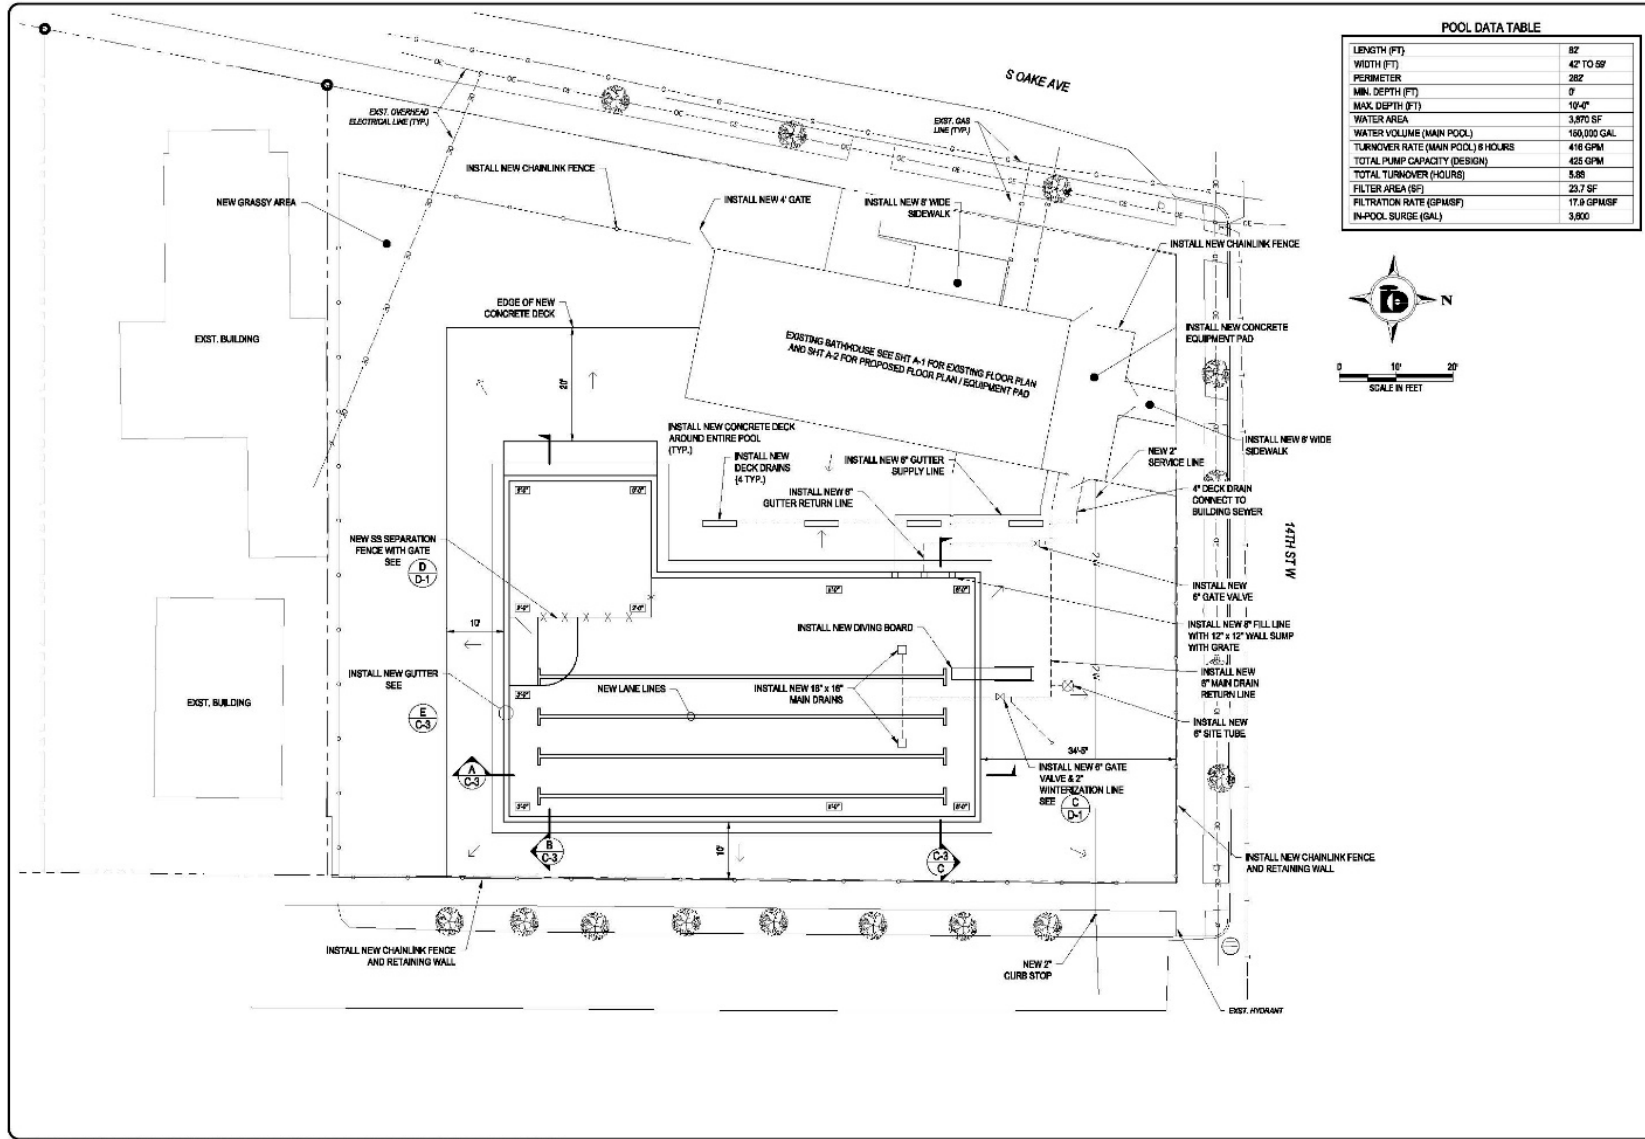 POOL DATA TABLE
LENGTH (FT) 82'
WIDTH (FT) 42' TO 59'
PERIMETER 282'
MIN. DEPTH (FT) 0'
MAX. DEPTH (FT) 10'-0"
WATER AREA 3,870 SF
WATER VOLUME (MAIN POOL) 150,000 GAL
TURNOVER RATE (MAIN POOL) 6 HOURS 416 GPM
TOTAL PUMP CAPACITY (DESIGN) 425 GPM
TOTAL TURNOVER (HOURS) 5.88
FILTER AREA (SF) 23.7 SF
FILTRATION RATE (GPM/SF) 17.9 GPM/SF
IN-POOL SURGE (GAL) 3,600
N
0 10' 20'
SCALE IN FEET
S OAKE AVE
EXST. OVERHEAD
ELECTRICAL LINE (TYP.)
EXST. GAS
LINE (TYP.)
INSTALL NEW CHAINLINK FENCE
NEW GRASSY AREA
INSTALL NEW 4' GATE
INSTALL NEW 8' WIDE
SIDEWALK
INSTALL NEW CHAINLINK FENCE
EDGE OF NEW
CONCRETE DECK
EXST. BUILDING
EXISTING BATHHOUSE SEE SHT A-1 FOR EXISTING FLOOR PLAN
AND SHT A-2 FOR PROPOSED FLOOR PLAN / EQUIPMENT PAD
INSTALL NEW CONCRETE
EQUIPMENT PAD
20'
INSTALL NEW CONCRETE DECK
AROUND ENTIRE POOL
(TYP.)
INSTALL NEW
DECK DRAINS
(4 TYP.)
INSTALL NEW 6" GUTTER
SUPPLY LINE
INSTALL NEW 6"
GUTTER RETURN LINE
NEW 2"
SERVICE LINE
INSTALL NEW 6' WIDE
SIDEWALK
4" DECK DRAIN
CONNECT TO
BUILDING SEWER
14TH ST W
NEW SS SEPARATION
FENCE WITH GATE
SEE
D
D-1
INSTALL NEW
6" GATE VALVE
10'
INSTALL NEW DIVING BOARD
INSTALL NEW 8" FILL LINE
WITH 12" x 12" WALL SUMP
WITH GRATE
INSTALL NEW GUTTER
SEE
E
C-3
NEW LANE LINES
INSTALL NEW 18" x 18"
MAIN DRAINS
INSTALL NEW
8" MAIN DRAIN
RETURN LINE
EXST. BUILDING
INSTALL NEW
6" SITE TUBE
34'-5"
A
C-3
INSTALL NEW 6" GATE
VALVE & 2"
WINTERIZATION LINE
SEE
C
D-1
B
C-3
10'
C-3
C
INSTALL NEW CHAINLINK FENCE
AND RETAINING WALL
INSTALL NEW CHAINLINK FENCE
AND RETAINING WALL
NEW 2"
CURB STOP
EXST. HYDRANT